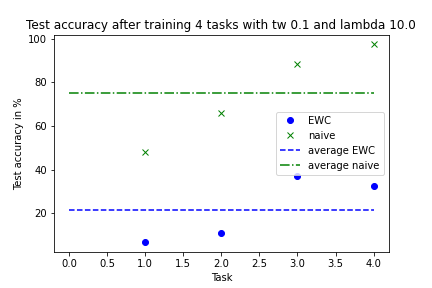 Test accuracy after training 4 tasks with tw 0.1 and lambda 10.0
100
80
60
40
20
Test accuracy in %
EWC
naive
average EWC
average naive
0.0 0.5 1.0 1.5 2.0 2.5 3.0 3.5 4.0
Task